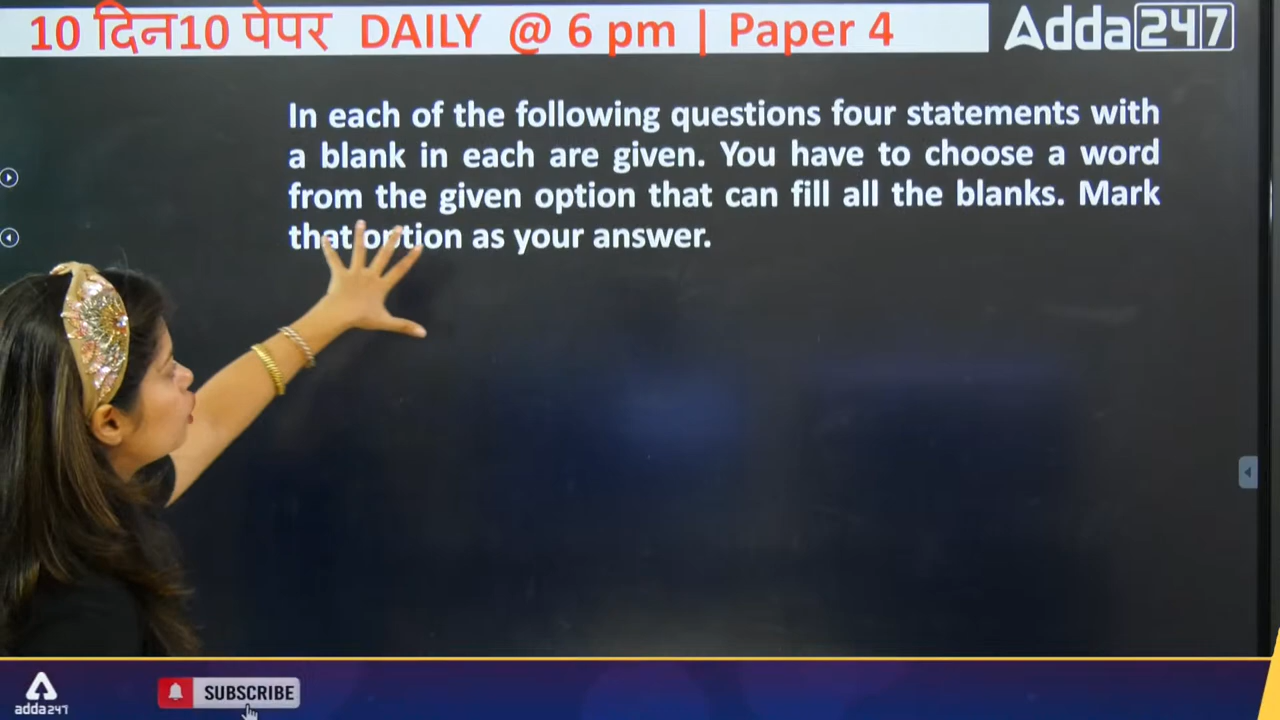 10 दिन10 पेपर DAILY @ 6 pm | Paper 4
Adda247
In each of the following questions four statements with
a blank in each are given. You have to choose a word
from the given option that can fill all the blanks. Mark
that option as your answer.
adda247
SUBSCRIBE